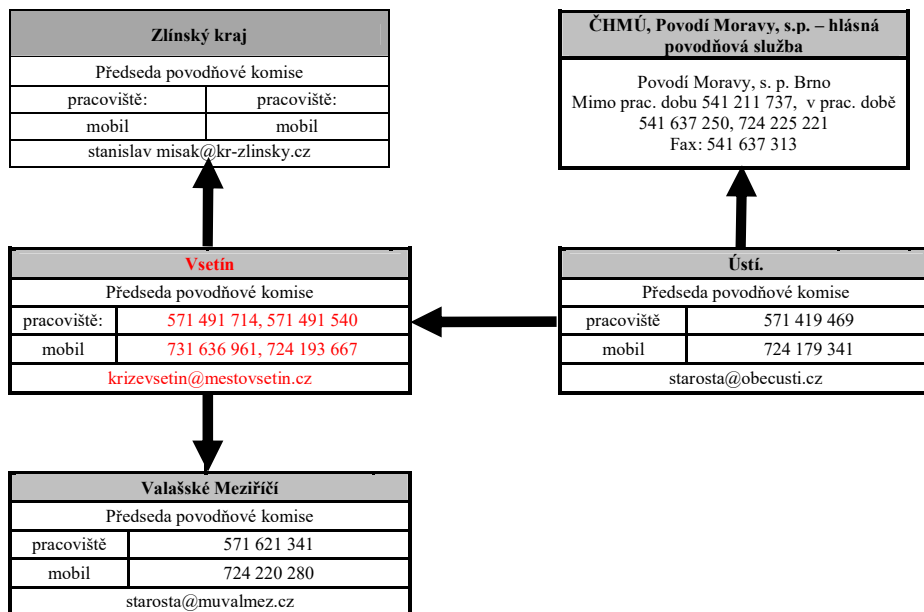 Zlínský kraj
Předseda povodňové komise
pracoviště: pracoviště:
mobil mobil
stanislav misak@kr-zlinsky.cz
ČHMÚ, Povodí Moravy, s.p. – hlásná
povodňová služba
Povodí Moravy, s. p. Brno
Mimo prac. dobu 541 211 737, v prac. době
541 637 250, 724 225 221
Fax: 541 637 313
Vsetín
Předseda povodňové komise
pracoviště: 571 491 714, 571 491 540
mobil 731 636 961, 724 193 667
krizevsetin@mestovsetin.cz
Ústí.
Předseda povodňové komise
pracoviště 571 419 469
mobil 724 179 341
starosta@obecusti.cz
Valašské Meziříčí
Předseda povodňové komise
pracoviště 571 621 341
mobil 724 220 280
starosta@muvalmez.cz